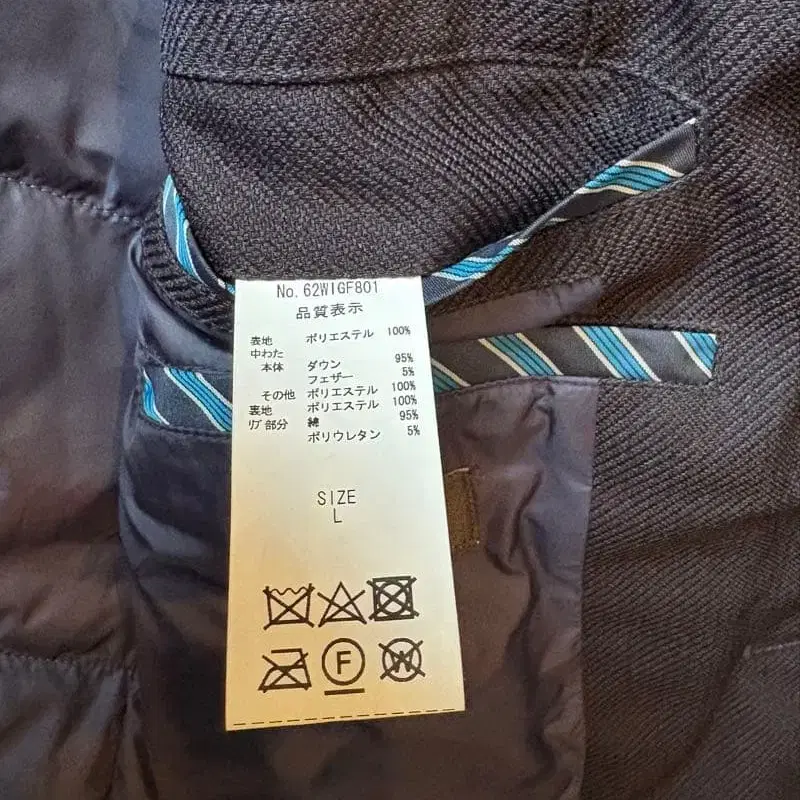 No. 62WIGF801
品質表示
表地 ポリエステル 100%
中わた
本体 ダウン 95%
フェザー 5%
その他 ポリエステル 100%
裏地 ポリエステル 100%
ﾘﾌﾞ部分 綿 95%
ポリウレタン 5%
SIZE
L
F
W